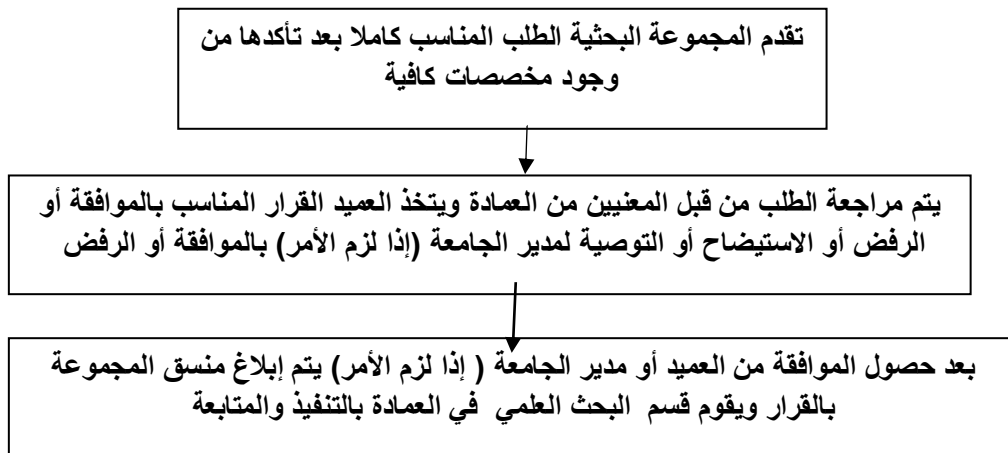 تقدم المجموعة البحثية الطلب المناسب كاملا بعد تأكدها من
وجود مخصصات كافية
يتم مراجعة الطلب من قبل المعنيين من العمادة ويتخذ العميد القرار المناسب بالموافقة أو
الرفض أو الاستيضاح أو التوصية لمدير الجامعة (إذا لزم الأمر) بالموافقة أو الرفض
بعد حصول الموافقة من العميد أو مدير الجامعة ( إذا لزم الأمر) يتم إبلاغ منسق المجموعة
بالقرار ويقوم قسم البحث العلمي في العمادة بالتنفيذ والمتابعة